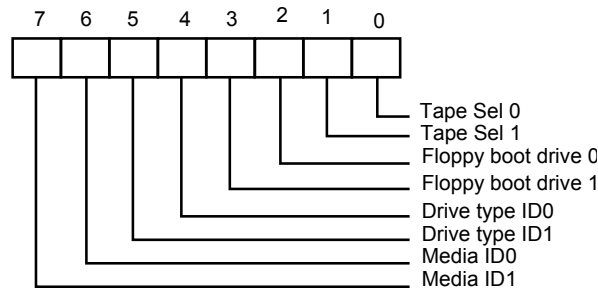 7 6 5 4 3 2 1 0
Tape Sel 0
Tape Sel 1
Floppy boot drive 0
Floppy boot drive 1
Drive type ID0
Drive type ID1
Media ID0
Media ID1